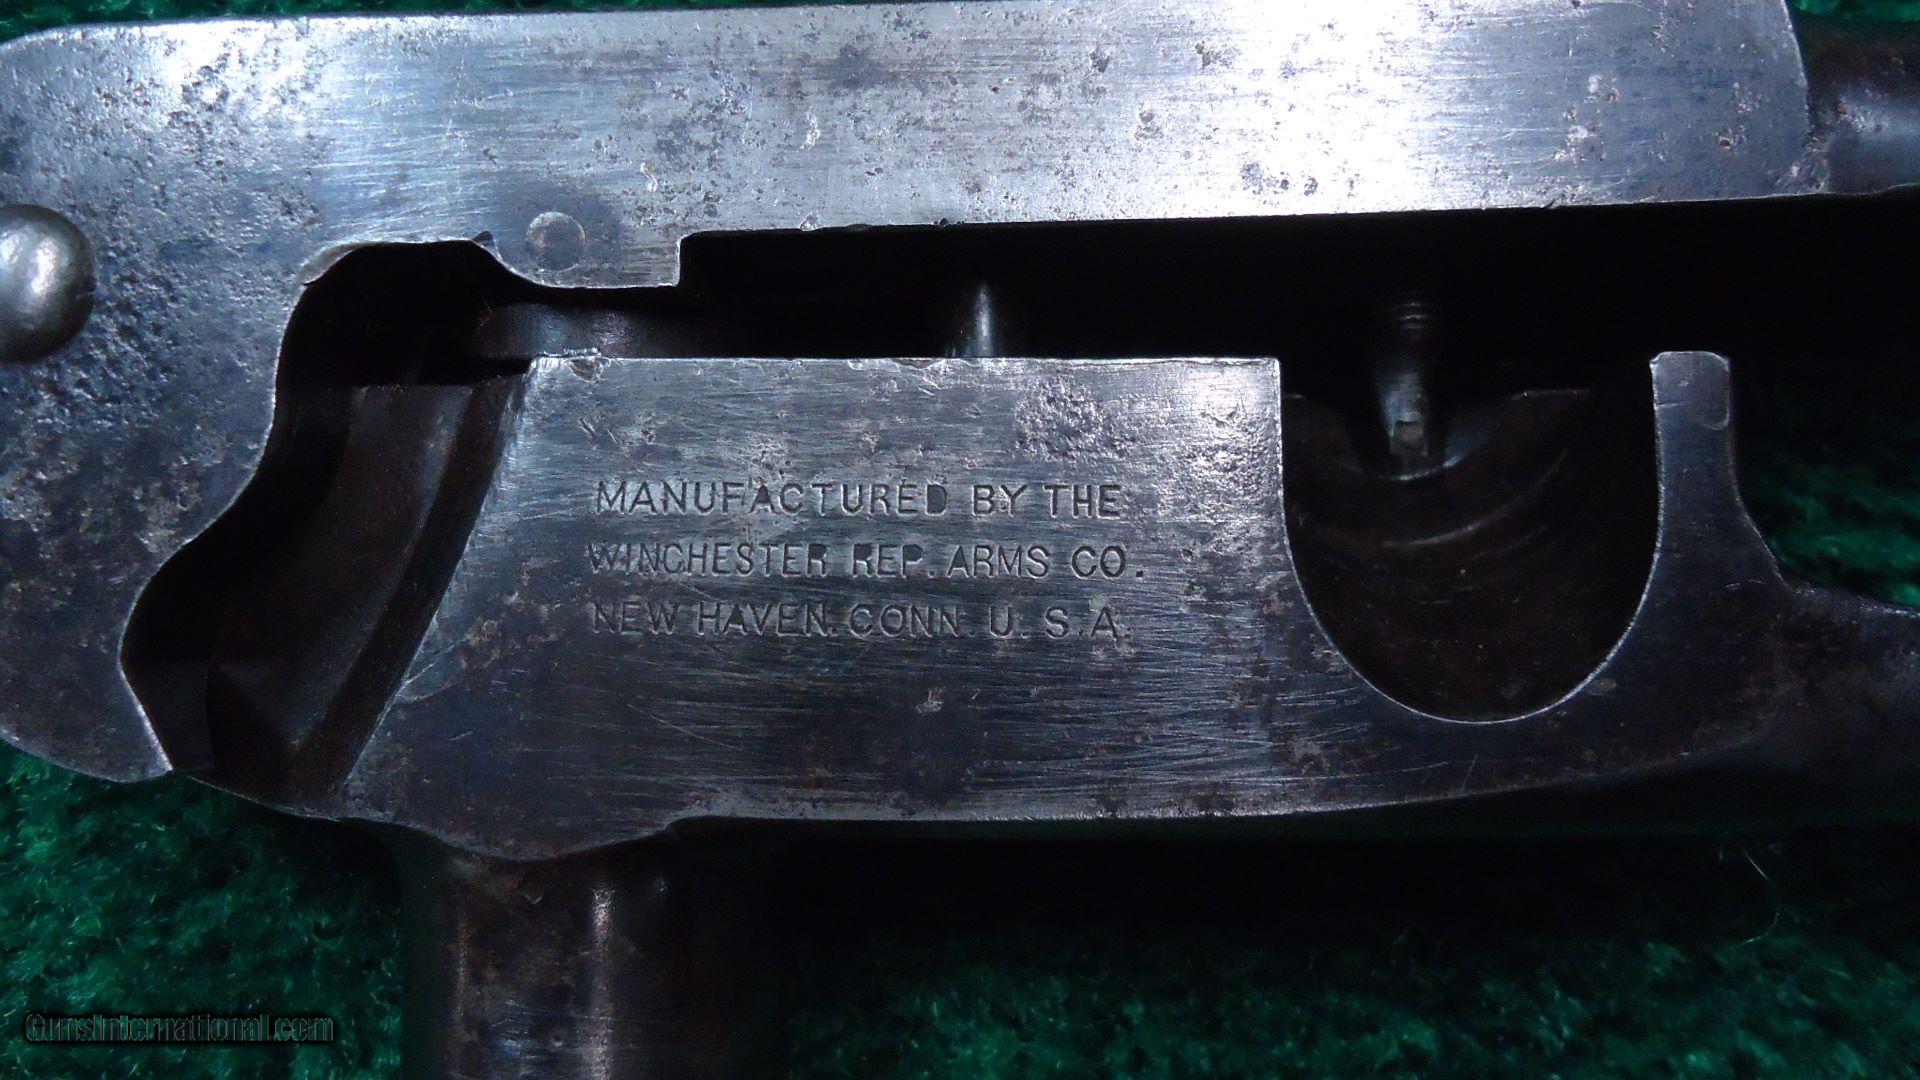 MANUFACTURED BY THE
WINCHESTER REP. ARMS CO.
NEW HAVEN. CONN. U. S. A.
GunsInternational.com